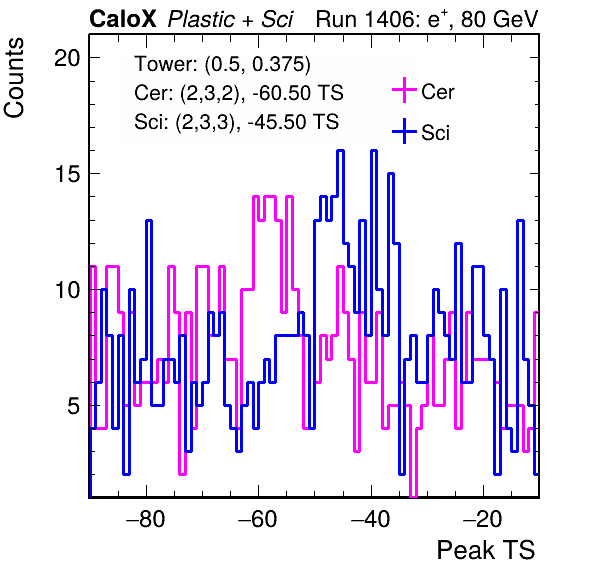 CaloX Plastic + Sci Run 1406: e+, 80 GeV
Counts
Tower: (0.5, 0.375)
Cer: (2,3,2), -60.50 TS
Sci: (2,3,3), -45.50 TS
Cer
Sci
20
15
10
5
−80 −60 −40 −20
Peak TS